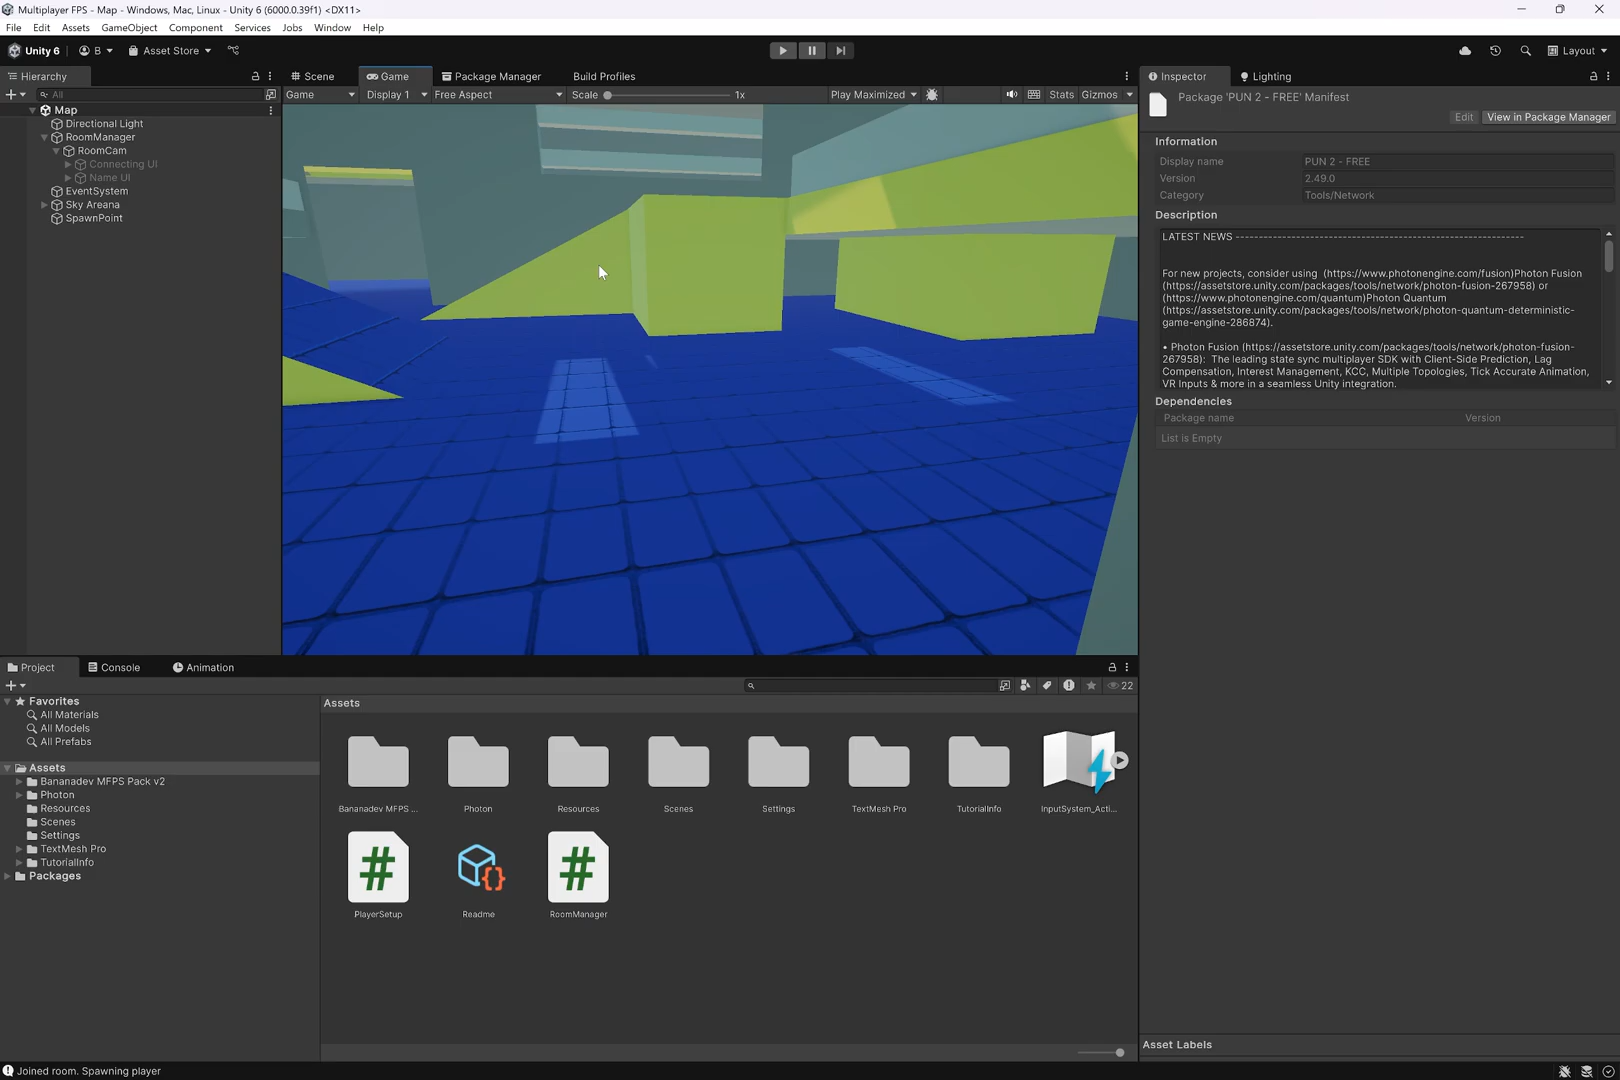 Multiplayer FPS - Map - Windows, Mac, Linux - Unity 6 (6000.0.39f1) <DX11>
File Edit Assets GameObject Component Services Jobs Window Help
Unity 6 B Asset Store Layout
Hierarchy
All
Map
Directional Light
RoomManager
RoomCam
Connecting UI
Name UI
EventSystem
Sky Areana
SpawnPoint
Scene Game Package Manager Build Profiles
Game Display 1 Free Aspect Scale 1x Play Maximized Stats Gizmos
Inspector Lighting
Package 'PUN 2 - FREE' Manifest
Edit View in Package Manager
Information
Display name PUN 2 - FREE
Version 2.49.0
Category Tools/Network
Description
LATEST NEWS -----------------------------------------------------------
For new projects, consider using (https://www.photonengine.com/fusion)Photon Fusion
(https://assetstore.unity.com/packages/tools/network/photon-fusion-267958) or
(https://www.photonengine.com/quantum)Photon Quantum
(https://assetstore.unity.com/packages/tools/network/photon-quantum-deterministic-
game-engine-286874).
• Photon Fusion (https://assetstore.unity.com/packages/tools/network/photon-fusion-
267958): The leading state sync multiplayer SDK with Client-Side Prediction, Lag
Compensation, Interest Management, KCC, Multiple Topologies, Tick Accurate Animation,
VR Inputs & more in a seamless Unity integration.
Dependencies
Package name Version
List is Empty
Project Console Animation
22
Favorites
All Materials
All Models
All Prefabs
Assets
Bananadev MFPS Pack v2
Photon
Resources
Scenes
Settings
TextMesh Pro
TutorialInfo
Packages
Assets
Bananadev MFPS ... Photon Resources Scenes Settings TextMesh Pro TutorialInfo InputSystem_Acti...
PlayerSetup Readme RoomManager
Asset Labels
Joined room. Spawning player